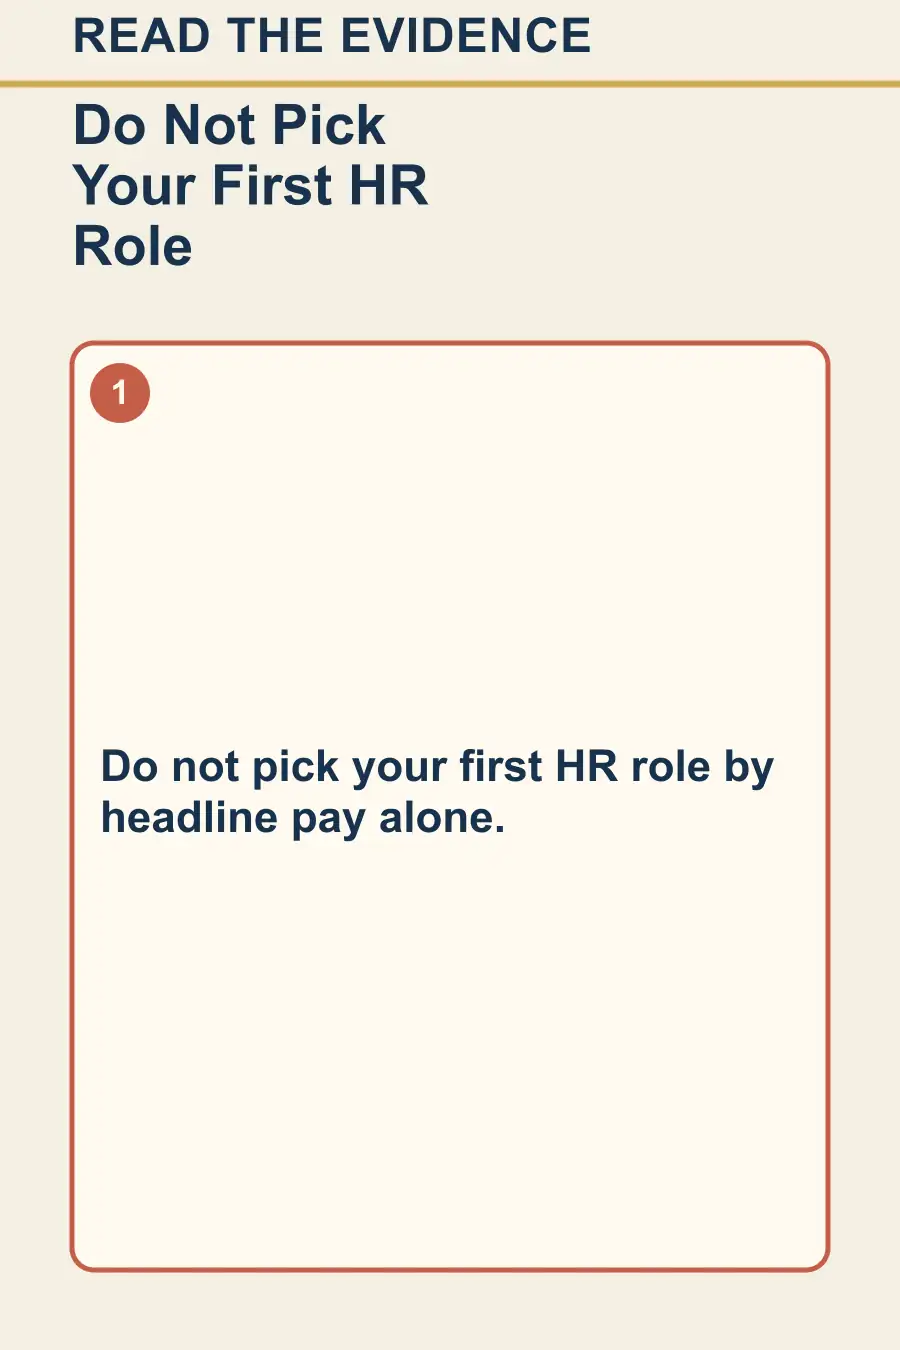 READ THE EVIDENCE
Do Not Pick
Your First HR
Role
1
Do not pick your first HR role by
headline pay alone.